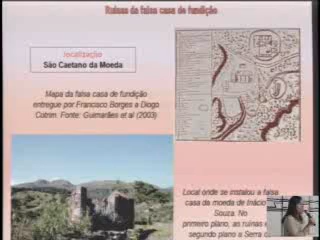 Ruínas da falsa casa de fundição
localização
São Caetano da Moeda
Mapa da falsa casa de fundição
entregue por Francisco Borges a Diogo
Cotrim. Fonte: Guimarães et al (2003)
Local onde se instalou a falsa
casa da moeda de Inácio
Souza. No
primeiro plano, as ruínas e
segundo plano a Serra